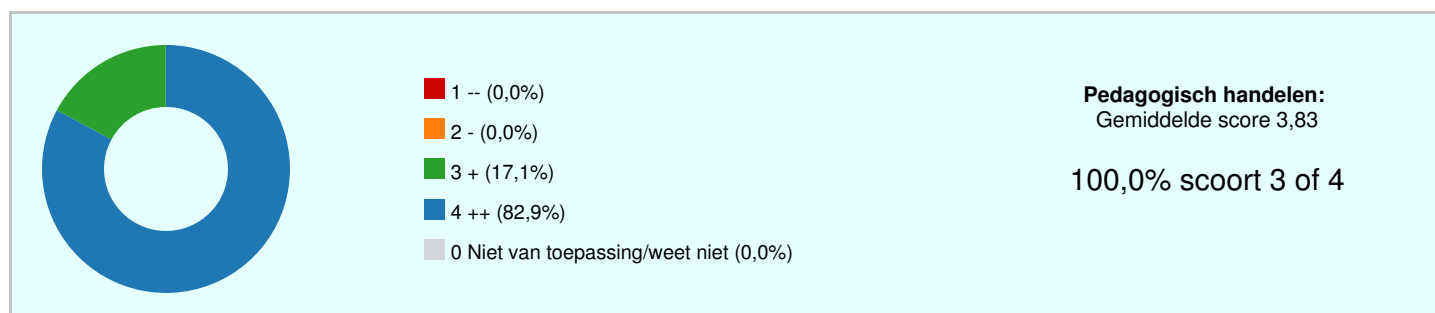 1 -- (0,0%)
2 - (0,0%)
3 + (17,1%)
4 ++ (82,9%)
0 Niet van toepassing/weet niet (0,0%)
Pedagogisch handelen:
Gemiddelde score 3,83
100,0% scoort 3 of 4